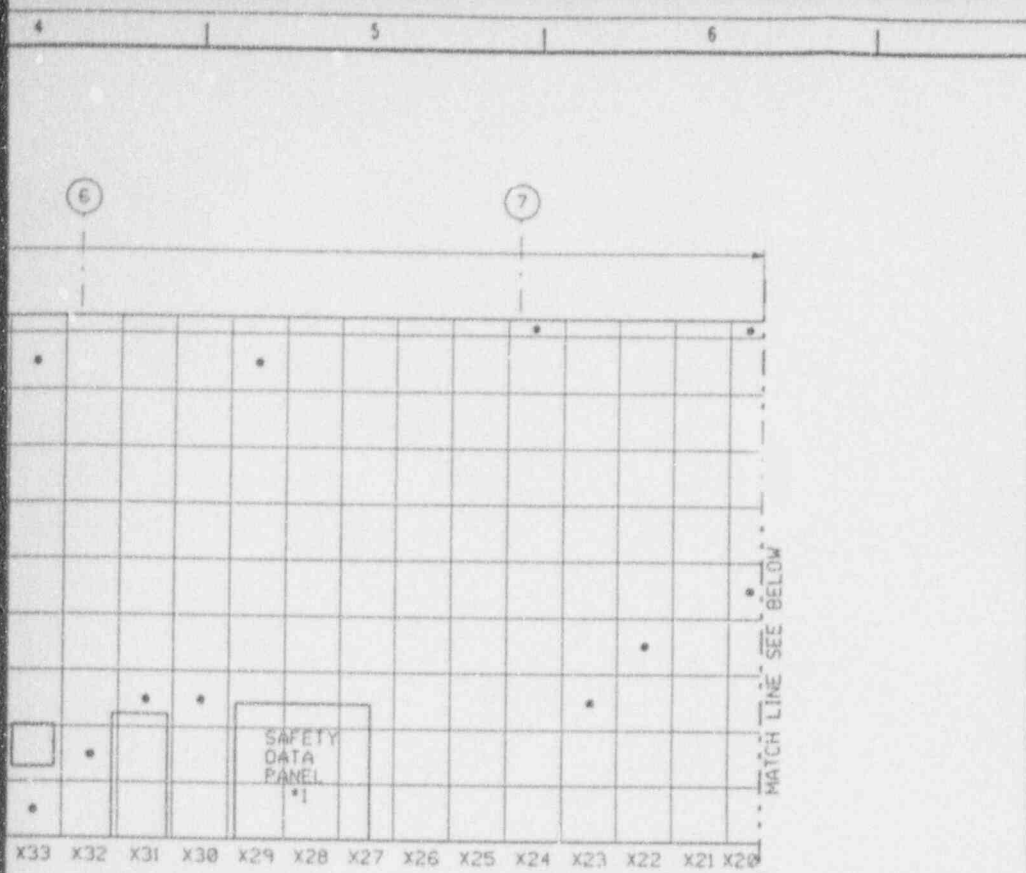 4 5 6
6 7
SAFETY
DATA
PANEL
*1
MATCH LINE SEE BELOW
X33 X32 X31 X30 X29 X28 X27 X26 X25 X24 X23 X22 X21 X20